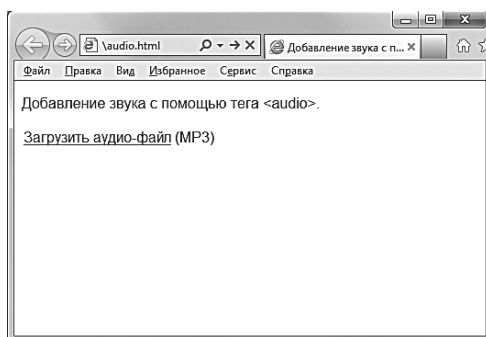 \audio.html
Добавление звука с п...
Файл Правка Вид Избранное Сервис Справка
Добавление звука с помощью тега <audio>.
Загрузить аудио-файл (MP3)